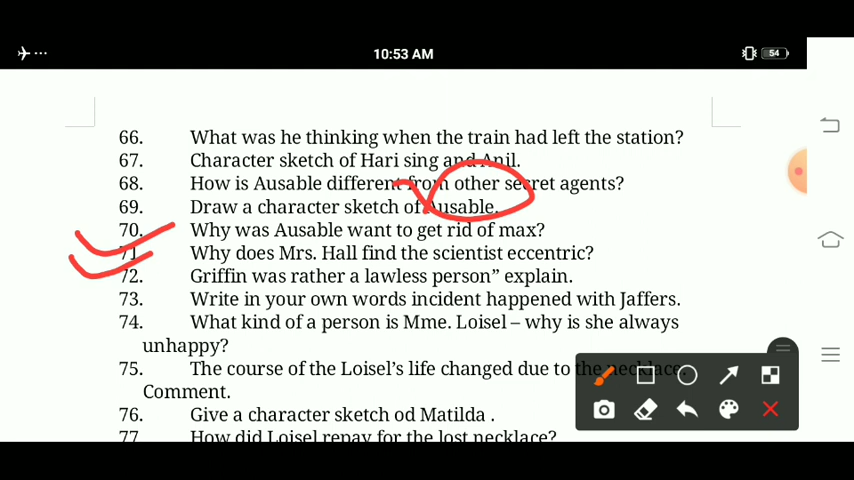 10:53 AM
54
66. What was he thinking when the train had left the station?
67. Character sketch of Hari sing and Anil.
68. How is Ausable different from other secret agents?
69. Draw a character sketch of Ausable.
70. Why was Ausable want to get rid of max?
71. Why does Mrs. Hall find the scientist eccentric?
72. Griffin was rather a lawless person” explain.
73. Write in your own words incident happened with Jaffers.
74. What kind of a person is Mme. Loisel – why is she always
unhappy?
75. The course of the Loisel’s life changed due to the necklace.
Comment.
76. Give a character sketch od Matilda .
77 How did Loisel repay for the lost necklace?